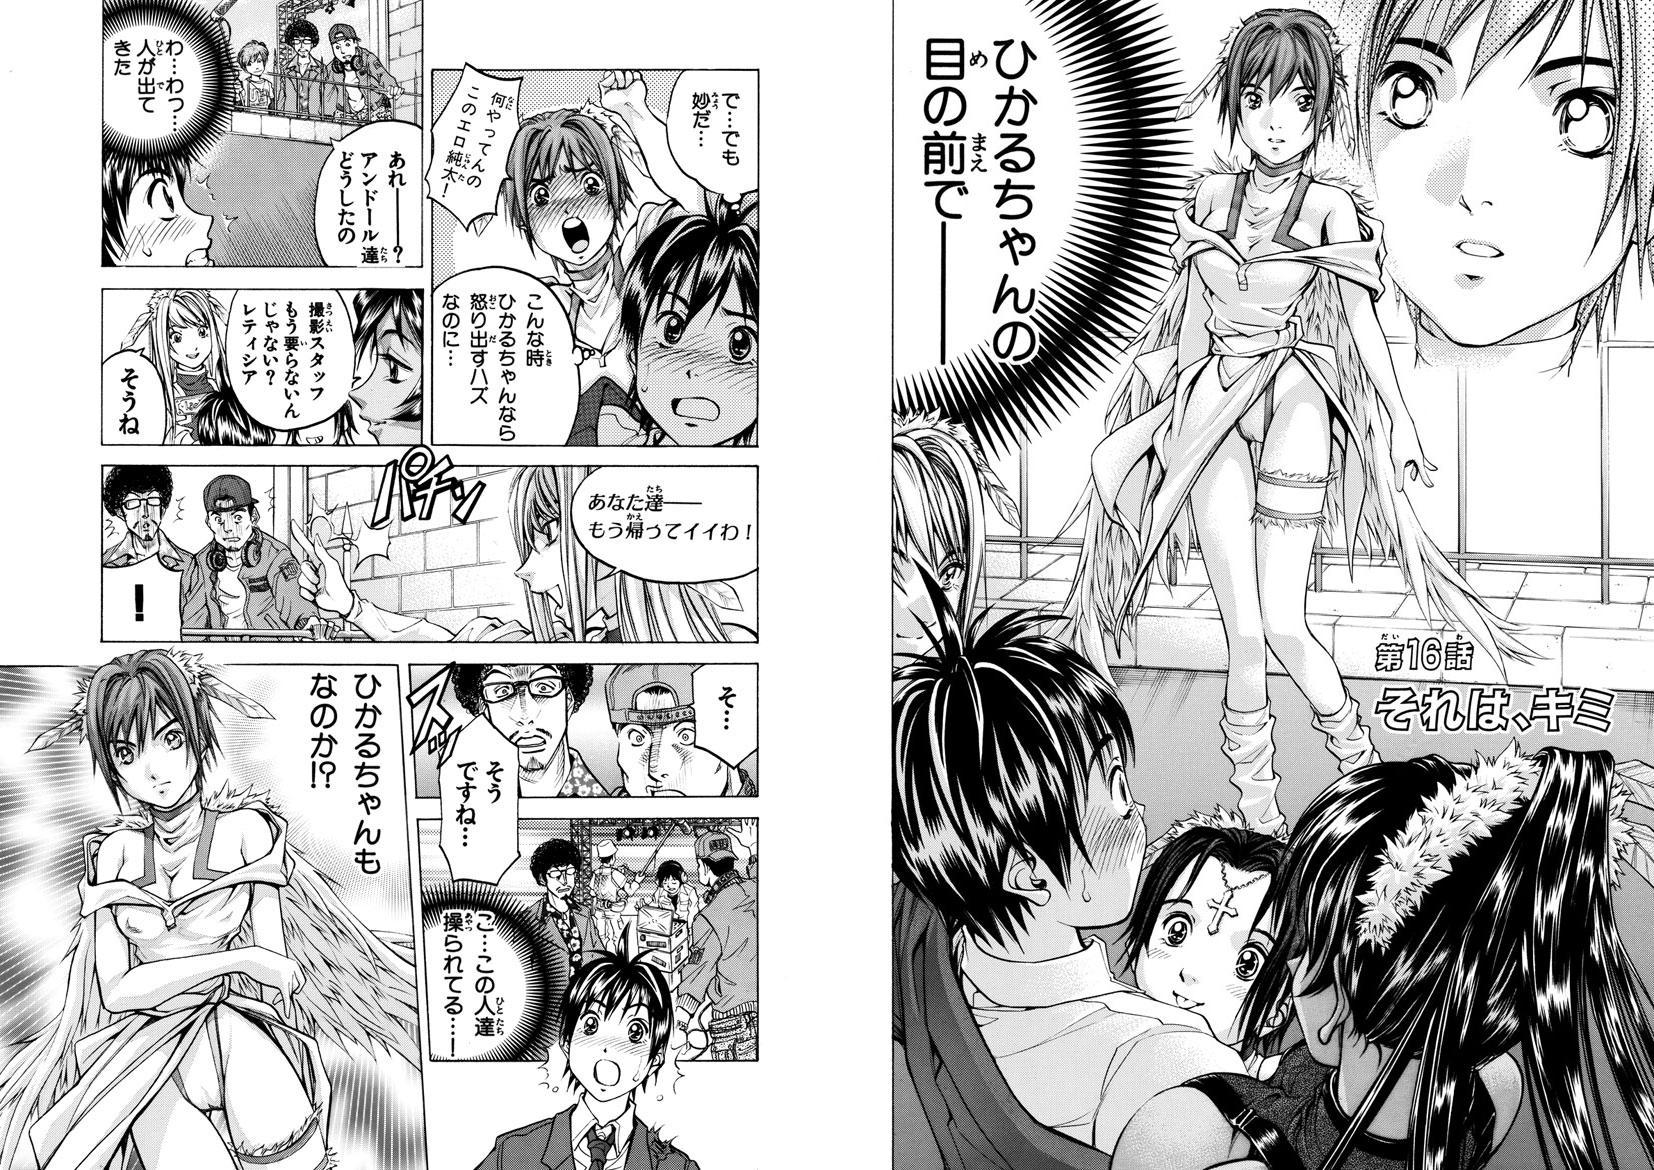 ひかるちゃんの
目の前で――
第16話
それは、キミ
で…でも
妙だ…
何やってんの
このエロ純太!
こんな時
ひかるちゃんなら
怒り出すハズ
なのに…
わ…わっ…
人が出て
きた
あれ――?
アンドール達
どうしたの
撮影スタッフ
もう要らないん
じゃない?
レティシア
そうね
あなた達――
もう帰ってイイわ!
パチッ
!
そ…
そう
ですね…
こ…この人達
操られてる…!
ひかるちゃんも
なのか!?